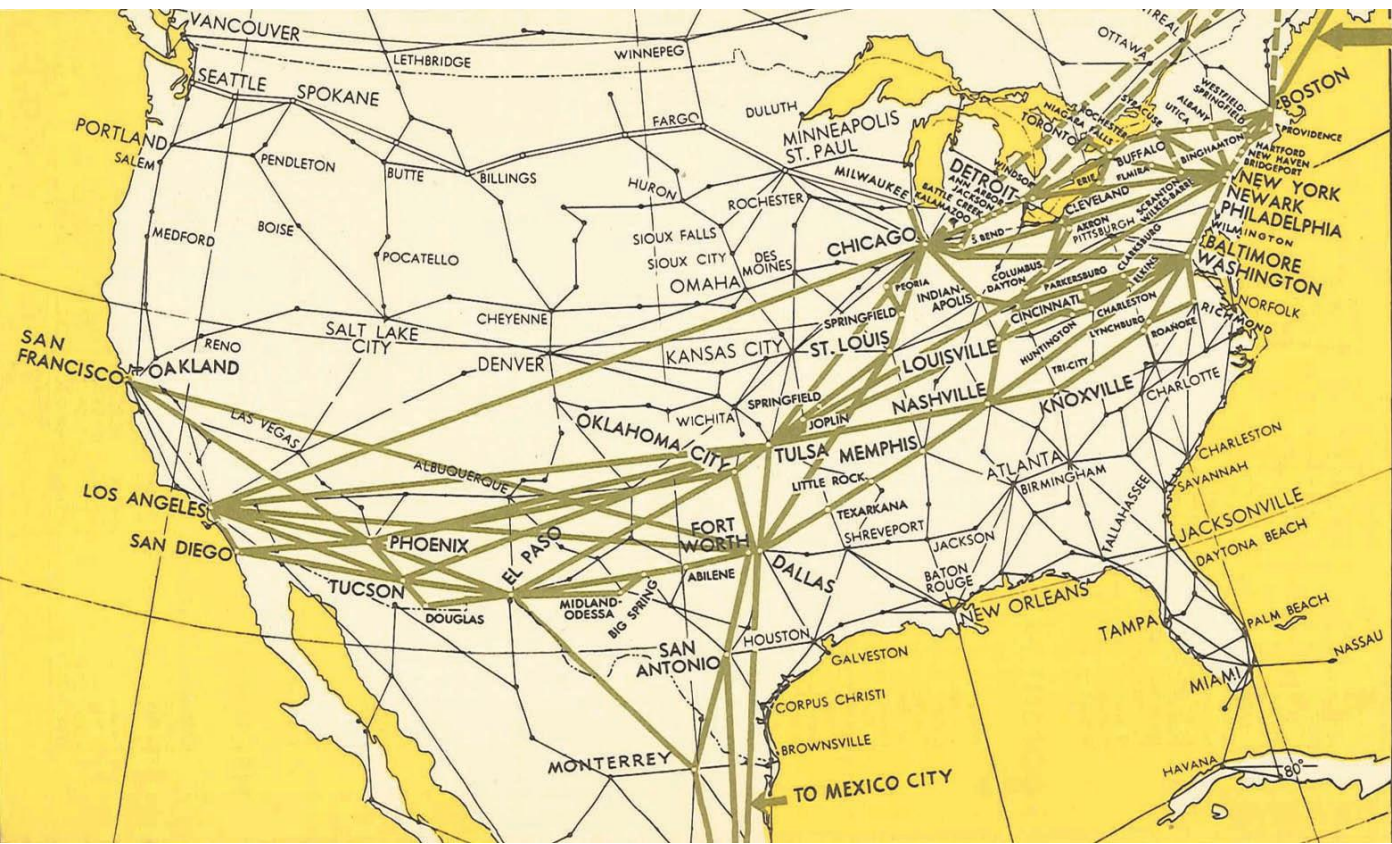 VANCOUVER
LETHBRIDGE
WINNEPEG
OTTAWA
SEATTLE
SPOKANE
DULUTH
FARGO
MINNEAPOLIS
ST. PAUL
PORTLAND
SALEM
PENDLETON
BUTTE
BILLINGS
HURON
ROCHESTER
MILWAUKEE
MEDFORD
BOISE
POCATELLO
SIOUX FALLS
SIOUX CITY
DES
MOINES
OMAHA
CHEYENNE
SALT LAKE
CITY
RENO
SAN
FRANCISCO
OAKLAND
DENVER
KANSAS CITY
LAS VEGAS
WICHITA
OKLAHOMA CITY
ALBUQUERQUE
LOS ANGELES
SAN DIEGO
PHOENIX
TUCSON
DOUGLAS
EL PASO
MIDLAND-
ODESSA
BIG SPRING
ABILENE
FORT
WORTH
DALLAS
HOUSTON
SAN
ANTONIO
GALVESTON
CORPUS CHRISTI
BROWNSVILLE
MONTERREY
TO MEXICO CITY
CHICAGO
DETROIT
WINDSOR
ANN ARBOR
JACKSON
BATTLE CREEK
KALAMAZOO
S BEND
TORONTO
NIAGARA FALLS
ROCHESTER
SYRACUSE
UTICA
ALBANY
WESTFIELD-
SPRINGFIELD
BOSTON
PROVIDENCE
HARTFORD
NEW HAVEN
BRIDGEPORT
BUFFALO
BINGHAMTON
ELMIRA
ERIE
CLEVELAND
SCRANTON
WILKES-BARRE
AKRON
PITTSBURGH
NEW YORK
NEWARK
PHILADELPHIA
WILMINGTON
BALTIMORE
WASHINGTON
NORFOLK
RICHMOND
CLARKSBURG
ELKINS
PARKERSBURG
COLUMBUS
DAYTON
INDIAN-
APOLIS
PEORIA
SPRINGFIELD
ST. LOUIS
CINCINNATI
CHARLESTON
LYNCHBURG
ROANOKE
HUNTINGTON
TRI-CITY
LOUISVILLE
NASHVILLE
KNOXVILLE
CHARLOTTE
SPRINGFIELD
JOPLIN
TULSA
MEMPHIS
LITTLE ROCK
TEXARKANA
SHREVEPORT
JACKSON
ATLANTA
BIRMINGHAM
CHARLESTON
SAVANNAH
TALLAHASSEE
JACKSONVILLE
DAYTONA BEACH
BATON
ROUGE
NEW ORLEANS
TAMPA
PALM BEACH
NASSAU
MIAMI
HAVANA
80°